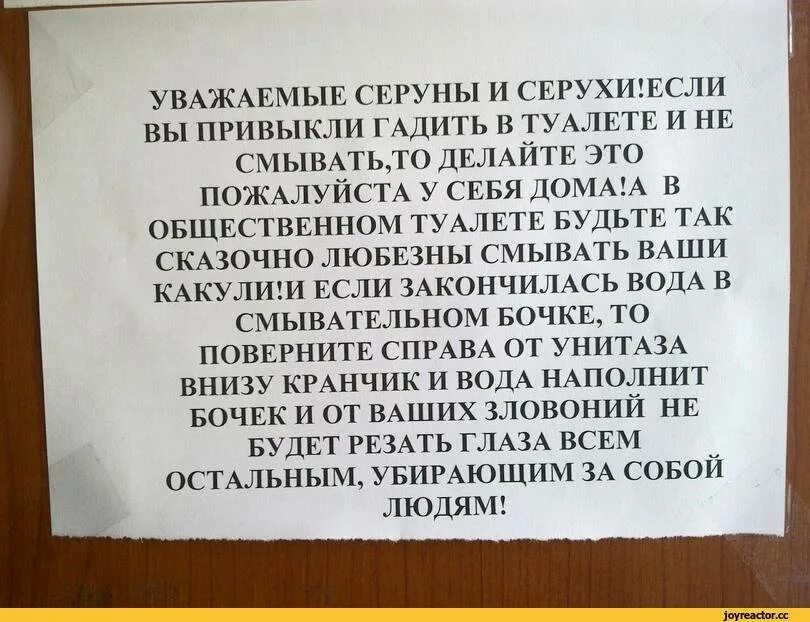 УВАЖАЕМЫЕ СЕРУНЫ И СЕРУХИ!ЕСЛИ
ВЫ ПРИВЫКЛИ ГАДИТЬ В ТУАЛЕТЕ И НЕ
СМЫВАТЬ,ТО ДЕЛАЙТЕ ЭТО
ПОЖАЛУЙСТА У СЕБЯ ДОМА!А В
ОБЩЕСТВЕННОМ ТУАЛЕТЕ БУДЬТЕ ТАК
СКАЗОЧНО ЛЮБЕЗНЫ СМЫВАТЬ ВАШИ
КАКУЛИ!И ЕСЛИ ЗАКОНЧИЛАСЬ ВОДА В
СМЫВАТЕЛЬНОМ БОЧКЕ, ТО
ПОВЕРНИТЕ СПРАВА ОТ УНИТАЗА
ВНИЗУ КРАНЧИК И ВОДА НАПОЛНИТ
БОЧЕК И ОТ ВАШИХ ЗЛОВОНИЙ НЕ
БУДЕТ РЕЗАТЬ ГЛАЗА ВСЕМ
ОСТАЛЬНЫМ, УБИРАЮЩИМ ЗА СОБОЙ
ЛЮДЯМ!
joyreactor.cc